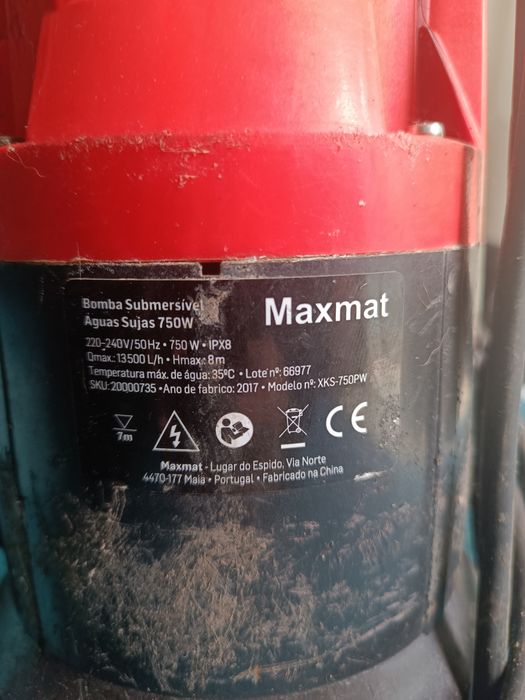 Bomba Submersível
Águas Sujas 750W
Maxmat
220-240V/50Hz • 750 W • IPX8
Qmax.: 13500 L/h • Hmax.: 8 m
Temperatura máx. de água: 35ºC • Lote nº: 66977
SKU: 20000735 • Ano de fabrico: 2017 • Modelo nº: XKS-750PW
7m
CE
Maxmat - Lugar do Espido, Via Norte
4470-177 Maia • Portugal • Fabricado na China